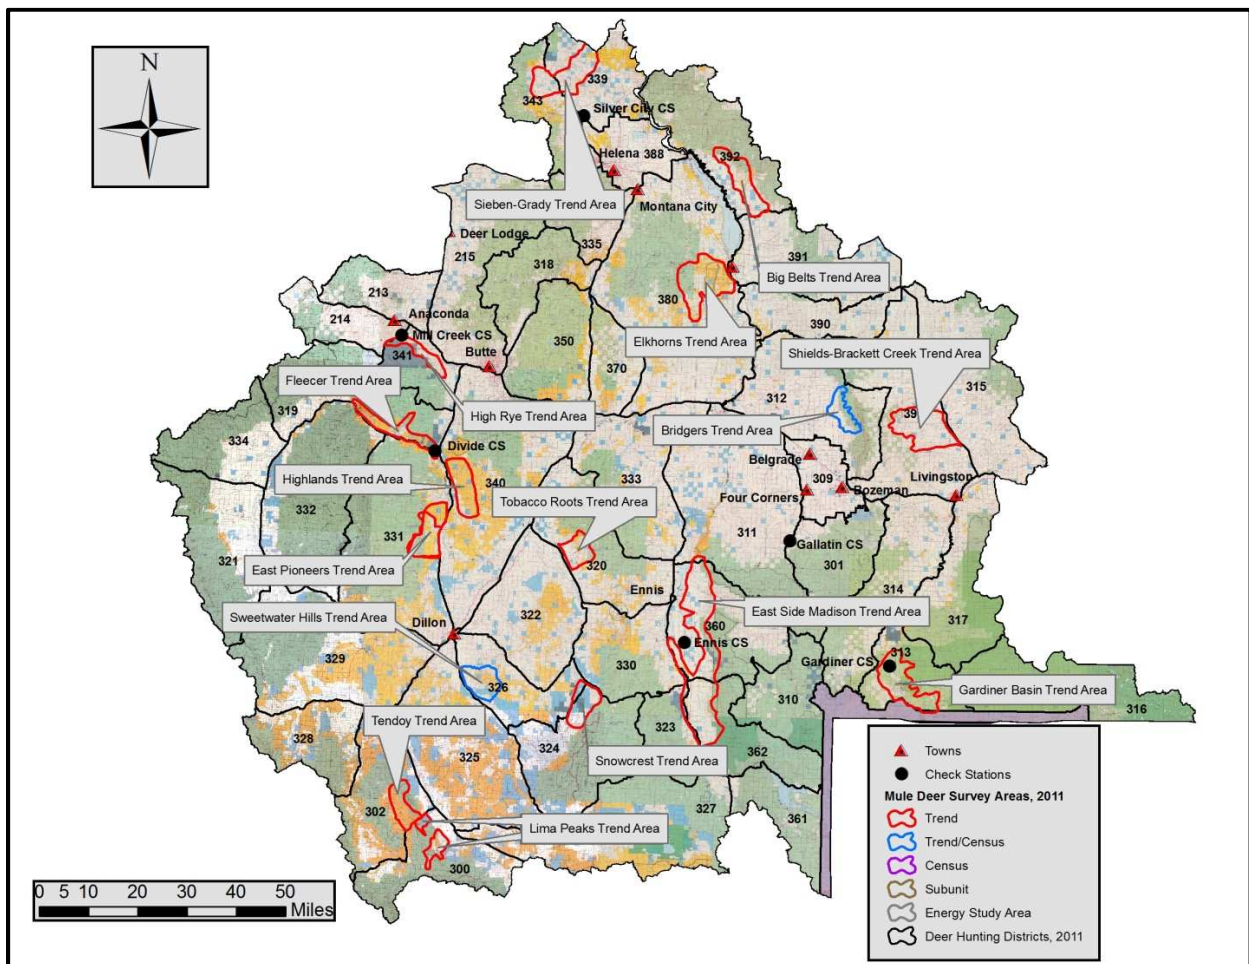 N
339
343
Silver City CS
Helena 388
392
Sieben-Grady Trend Area
Montana City
Deer Lodge
215
335
318
391
Big Belts Trend Area
213
380
214
Anaconda
Mill Creek CS
390
341
350
Elkhorns Trend Area
Shields-Brackett Creek Trend Area
Butte
370
315
Fleecer Trend Area
312
319
High Rye Trend Area
Bridgers Trend Area
334
Divide CS
Belgrade
Highlands Trend Area
340
333
309
Livingston
Tobacco Roots Trend Area
Four Corners
Bozeman
332
311
331
Gallatin CS
321
East Pioneers Trend Area
320
Ennis
301
314
Sweetwater Hills Trend Area
322
East Side Madison Trend Area
317
Dillon
360
Ennis CS
329
330
Gardiner CS
313
326
Gardiner Basin Trend Area
310
316
Tendoy Trend Area
323
328
324
325
Snowcrest Trend Area
362
302
327
361
Lima Peaks Trend Area
300
0 5 10 20 30 40 50
Miles
Towns
Check Stations
Mule Deer Survey Areas, 2011
Trend
Trend/Census
Census
Subunit
Energy Study Area
Deer Hunting Districts, 2011